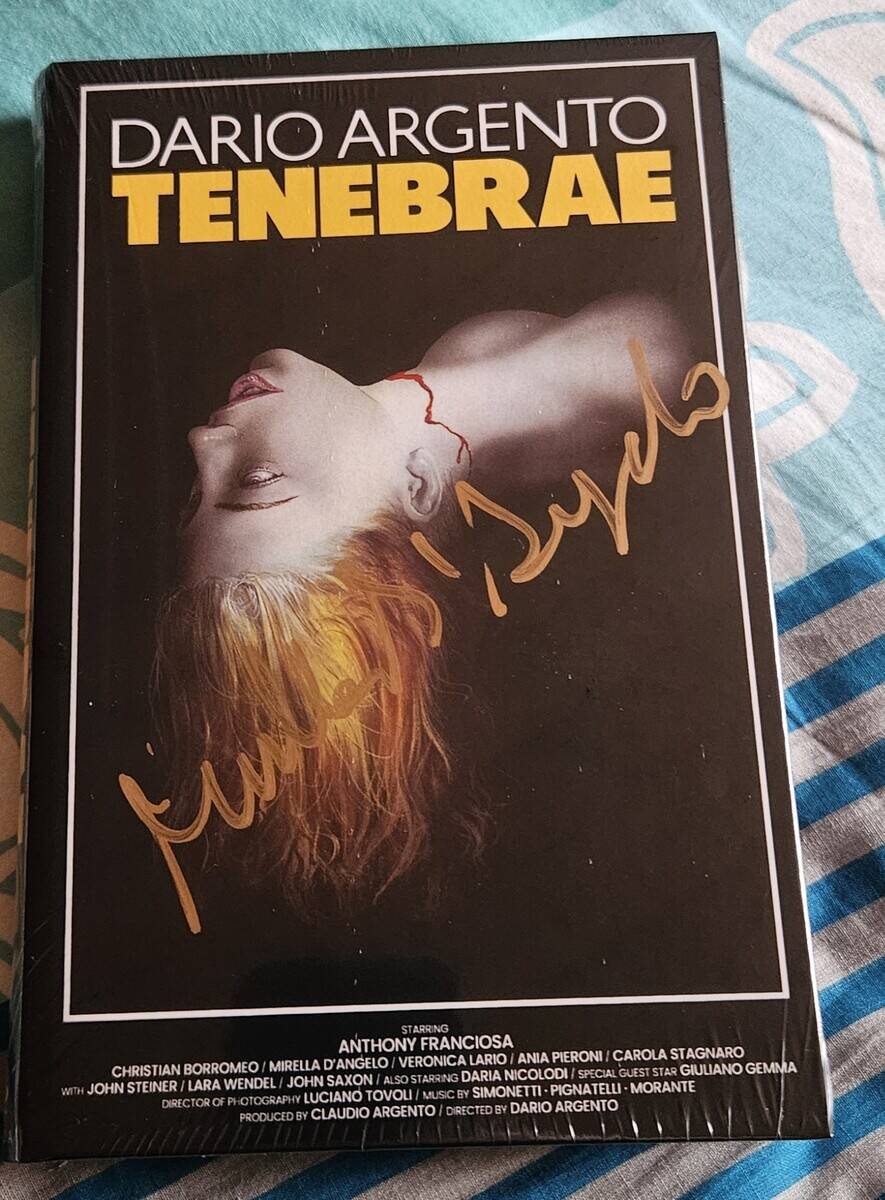 DARIO ARGENTO
TENEBRAE
Mirella D'Angelo
STARRING
ANTHONY FRANCIOSA
CHRISTIAN BORROMEO / MIRELLA D'ANGELO / VERONICA LARIO / ANIA PIERONI / CAROLA STAGNARO
WITH JOHN STEINER / LARA WENDEL / JOHN SAXON / ALSO STARRING DARIA NICOLODI / SPECIAL GUEST STAR GIULIANO GEMMA
DIRECTOR OF PHOTOGRAPHY LUCIANO TOVOLI / MUSIC BY SIMONETTI · PIGNATELLI · MORANTE
PRODUCED BY CLAUDIO ARGENTO / DIRECTED BY DARIO ARGENTO